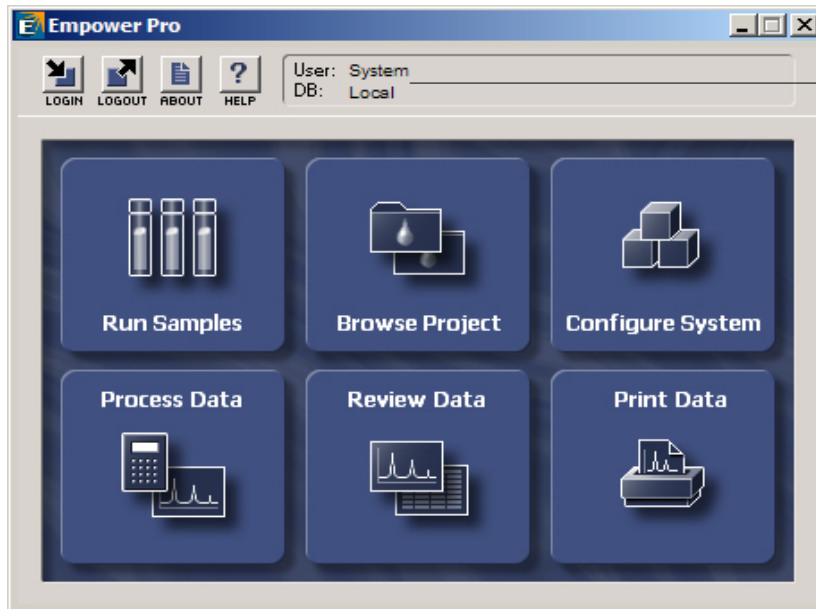 Empower Pro
User: System
DB: Local
LOGIN LOGOUT ABOUT HELP
Run Samples Browse Project Configure System
Process Data Review Data Print Data